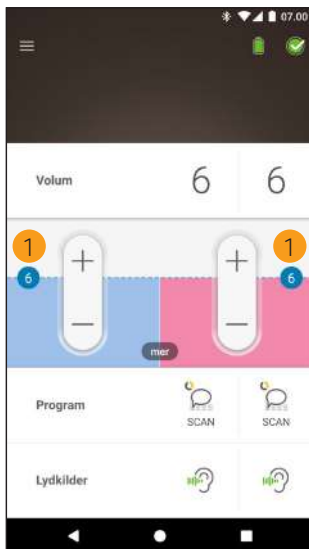 07.00
Volum 6 6
1 1
+ +
6 6
− −
mer
Program SCAN SCAN
Lydkilder